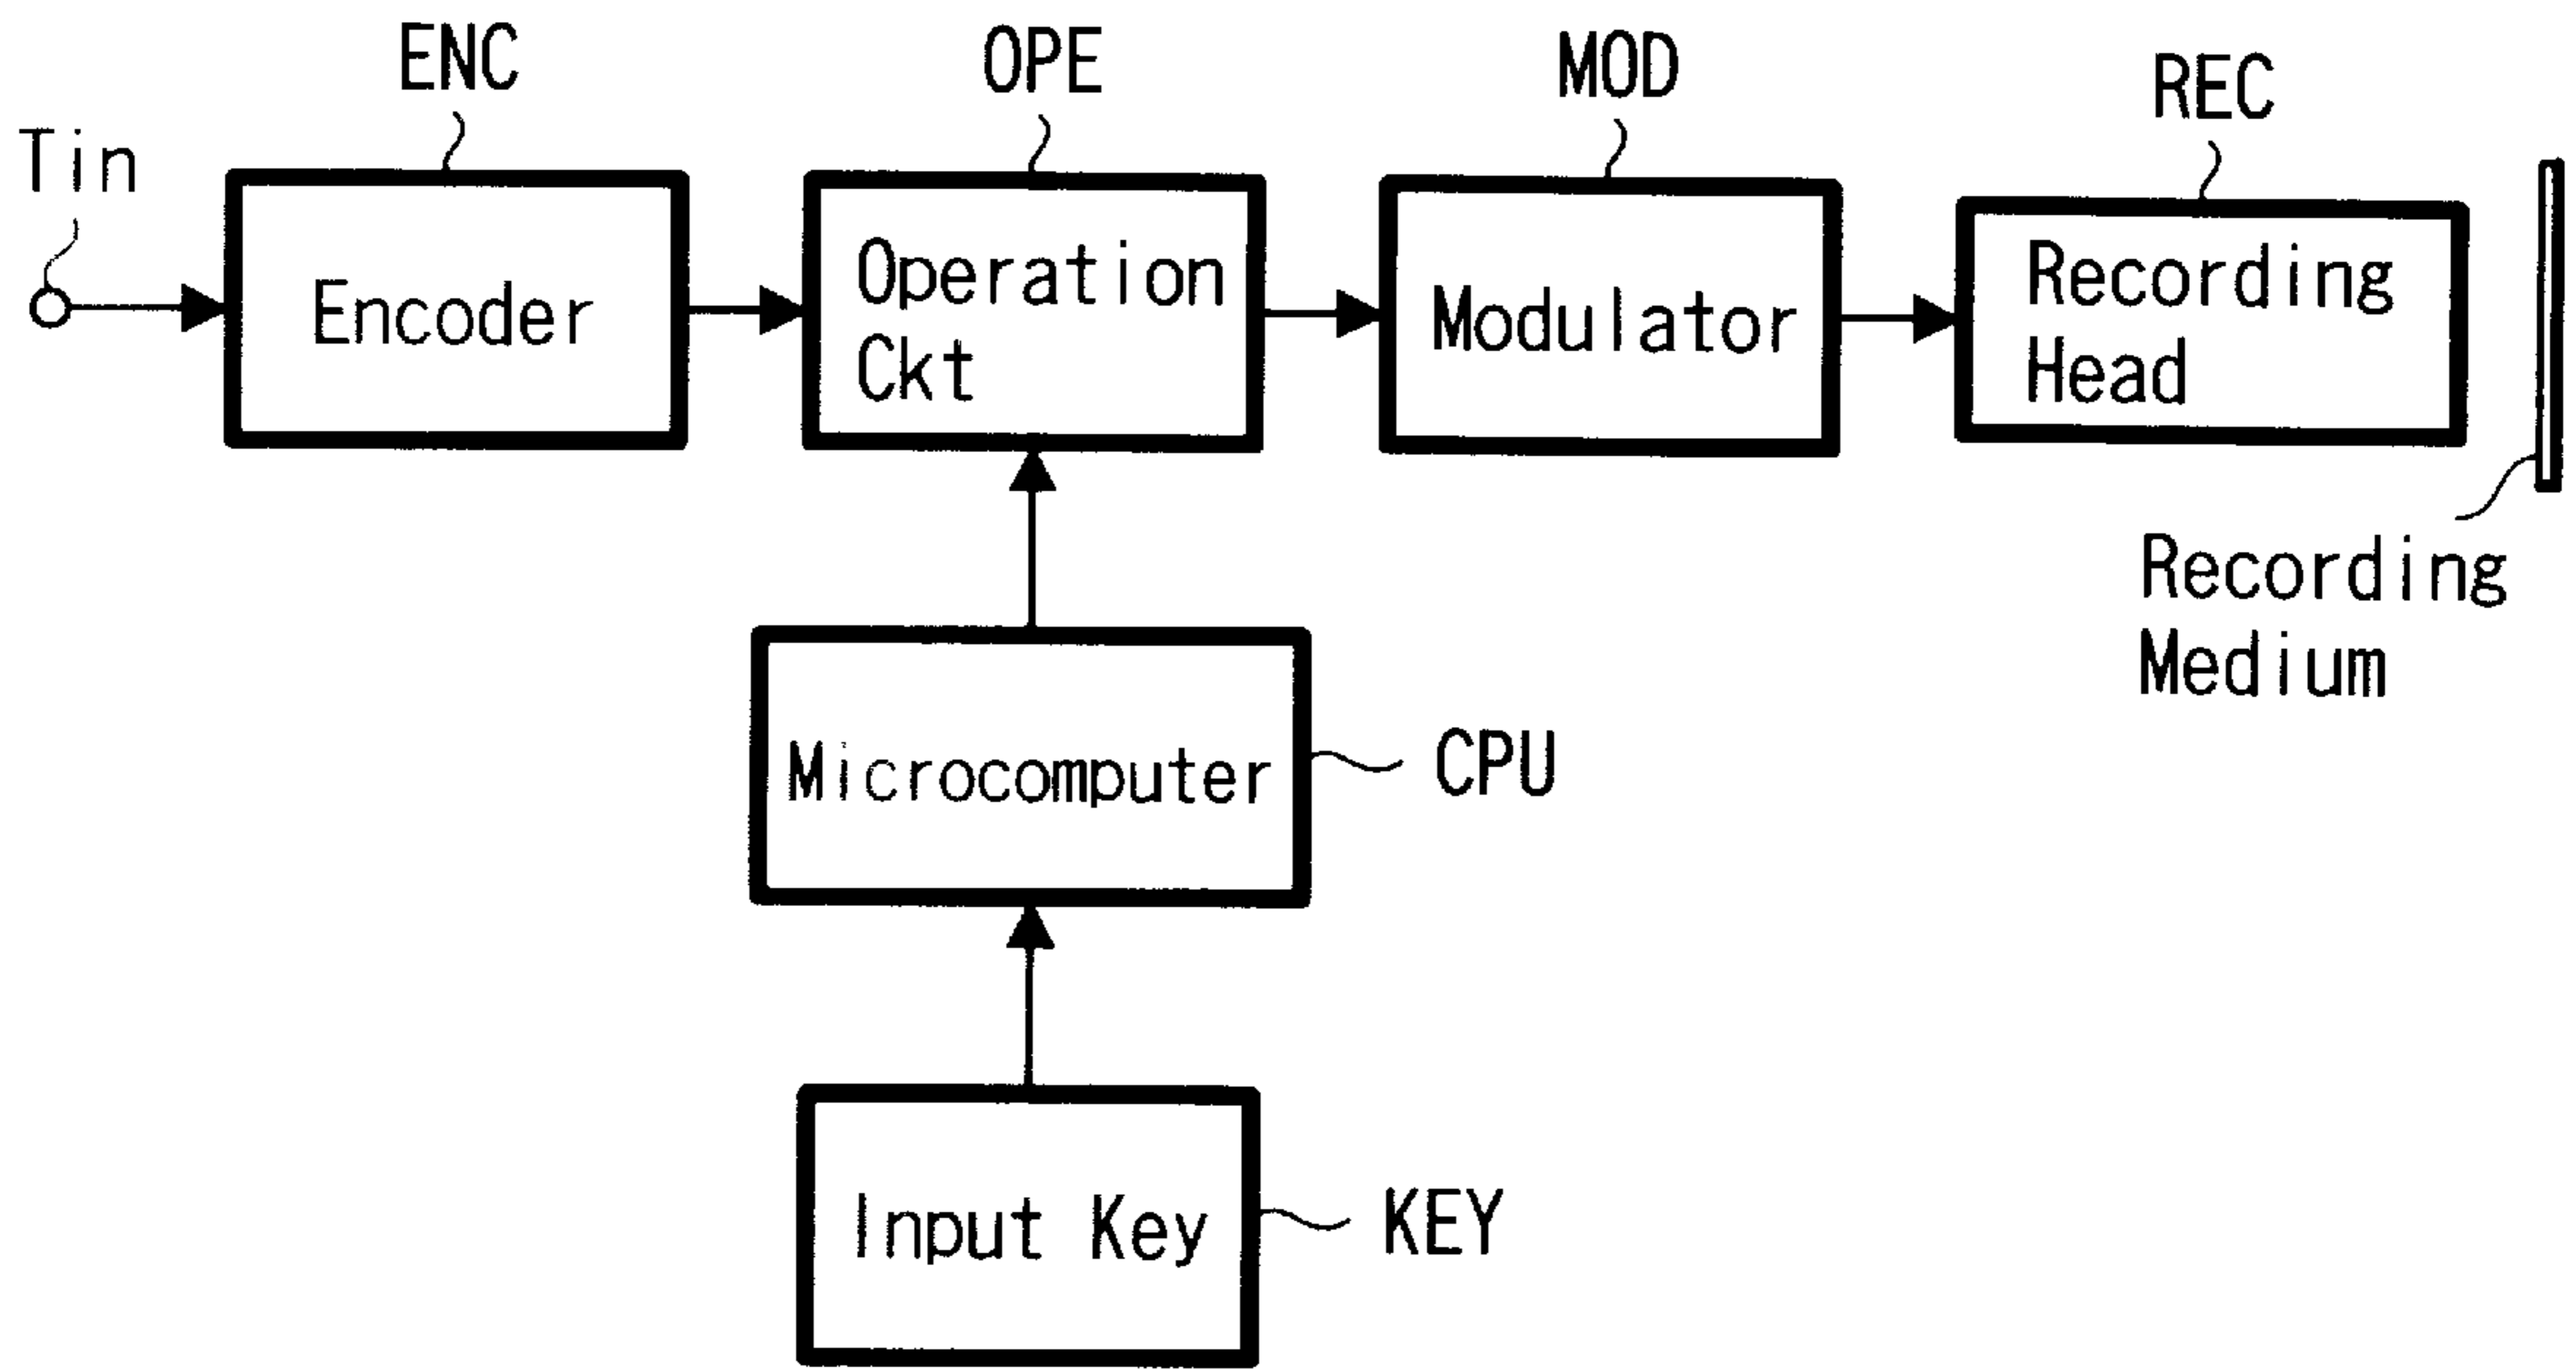 ENC
OPE
MOD
REC
Tin
Encoder
Operation
Ckt
Modulator
Recording
Head
Recording
Medium
Microcomputer
CPU
Input Key
KEY